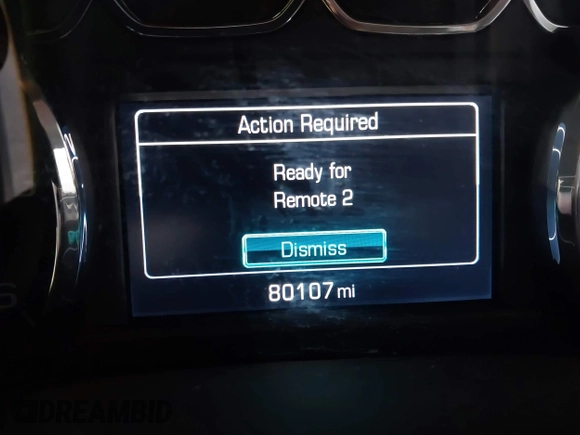 Action Required
Ready for
Remote 2
Dismiss
80107 mi
DREAMBID